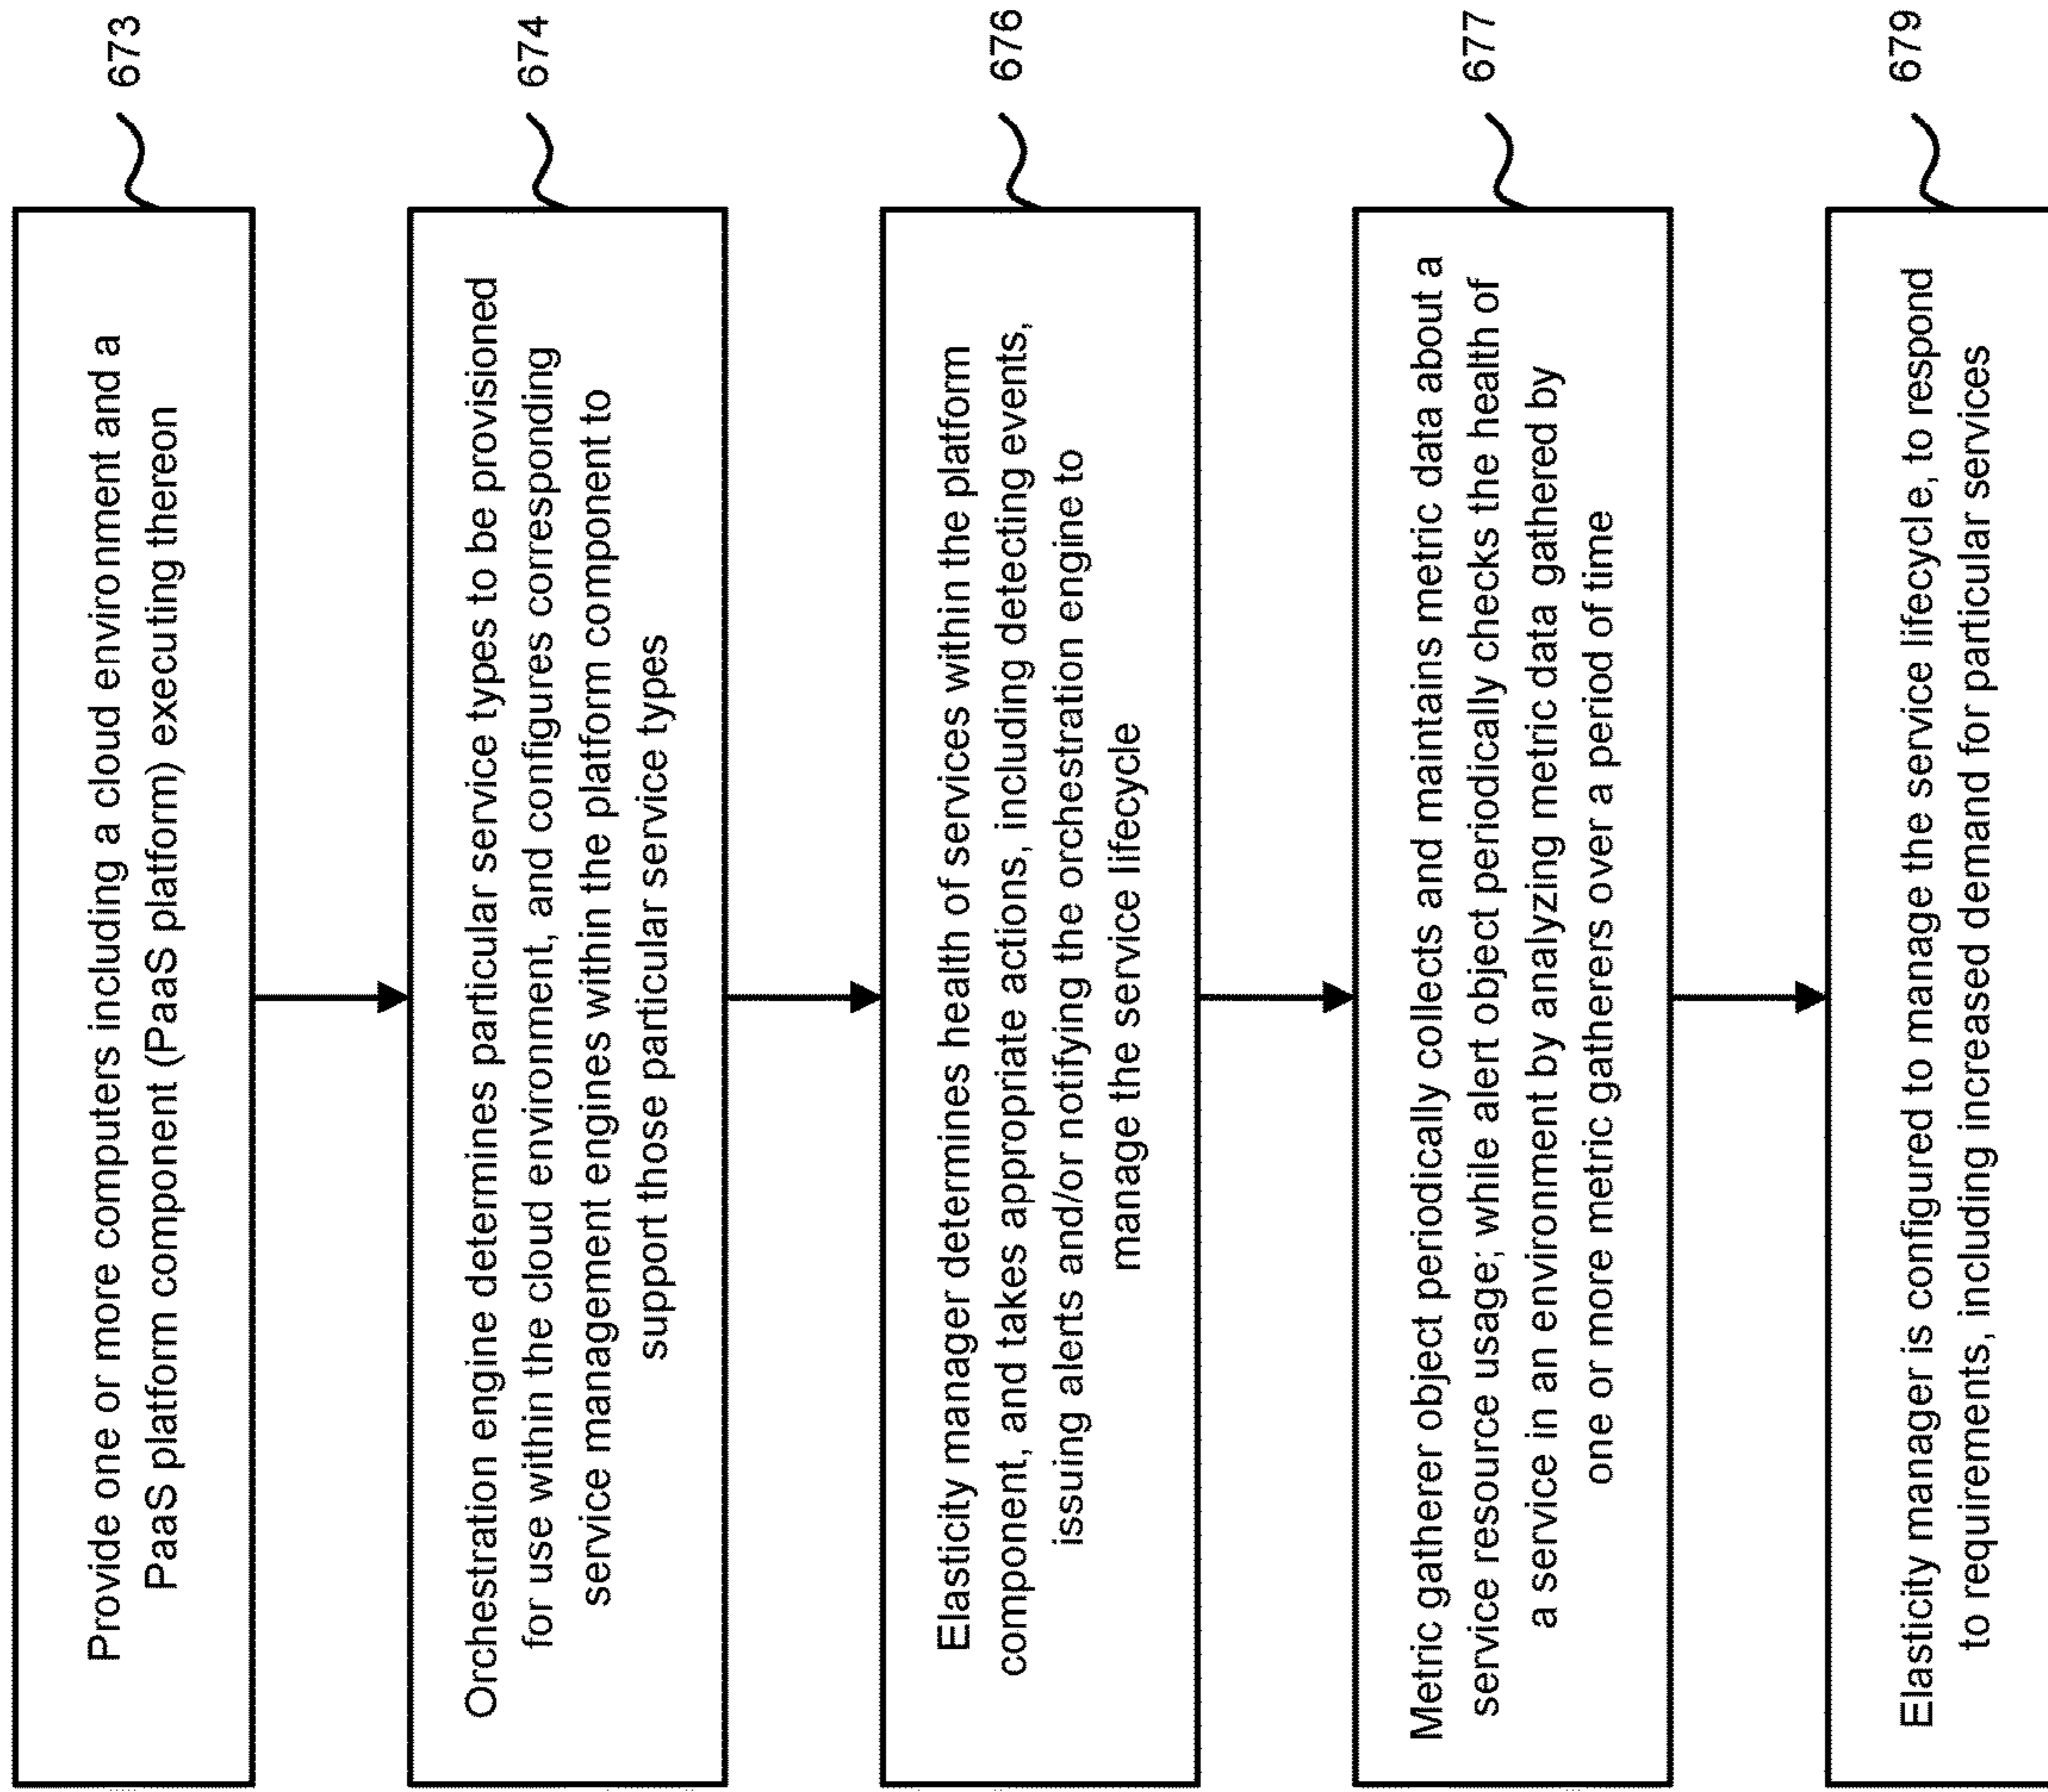 Provide one or more computers including a cloud environment and a
PaaS platform component (PaaS platform) executing thereon
673
Orchestration engine determines particular service types to be provisioned
for use within the cloud environment, and configures corresponding
service management engines within the platform component to
support those particular service types
674
Elasticity manager determines health of services within the platform
component, and takes appropriate actions, including detecting events,
issuing alerts and/or notifying the orchestration engine to
manage the service lifecycle
676
Metric gatherer object periodically collects and maintains metric data about a
service resource usage; while alert object periodically checks the health of
a service in an environment by analyzing metric data gathered by
one or more metric gatherers over a period of time
677
Elasticity manager is configured to manage the service lifecycle, to respond
to requirements, including increased demand for particular services
679